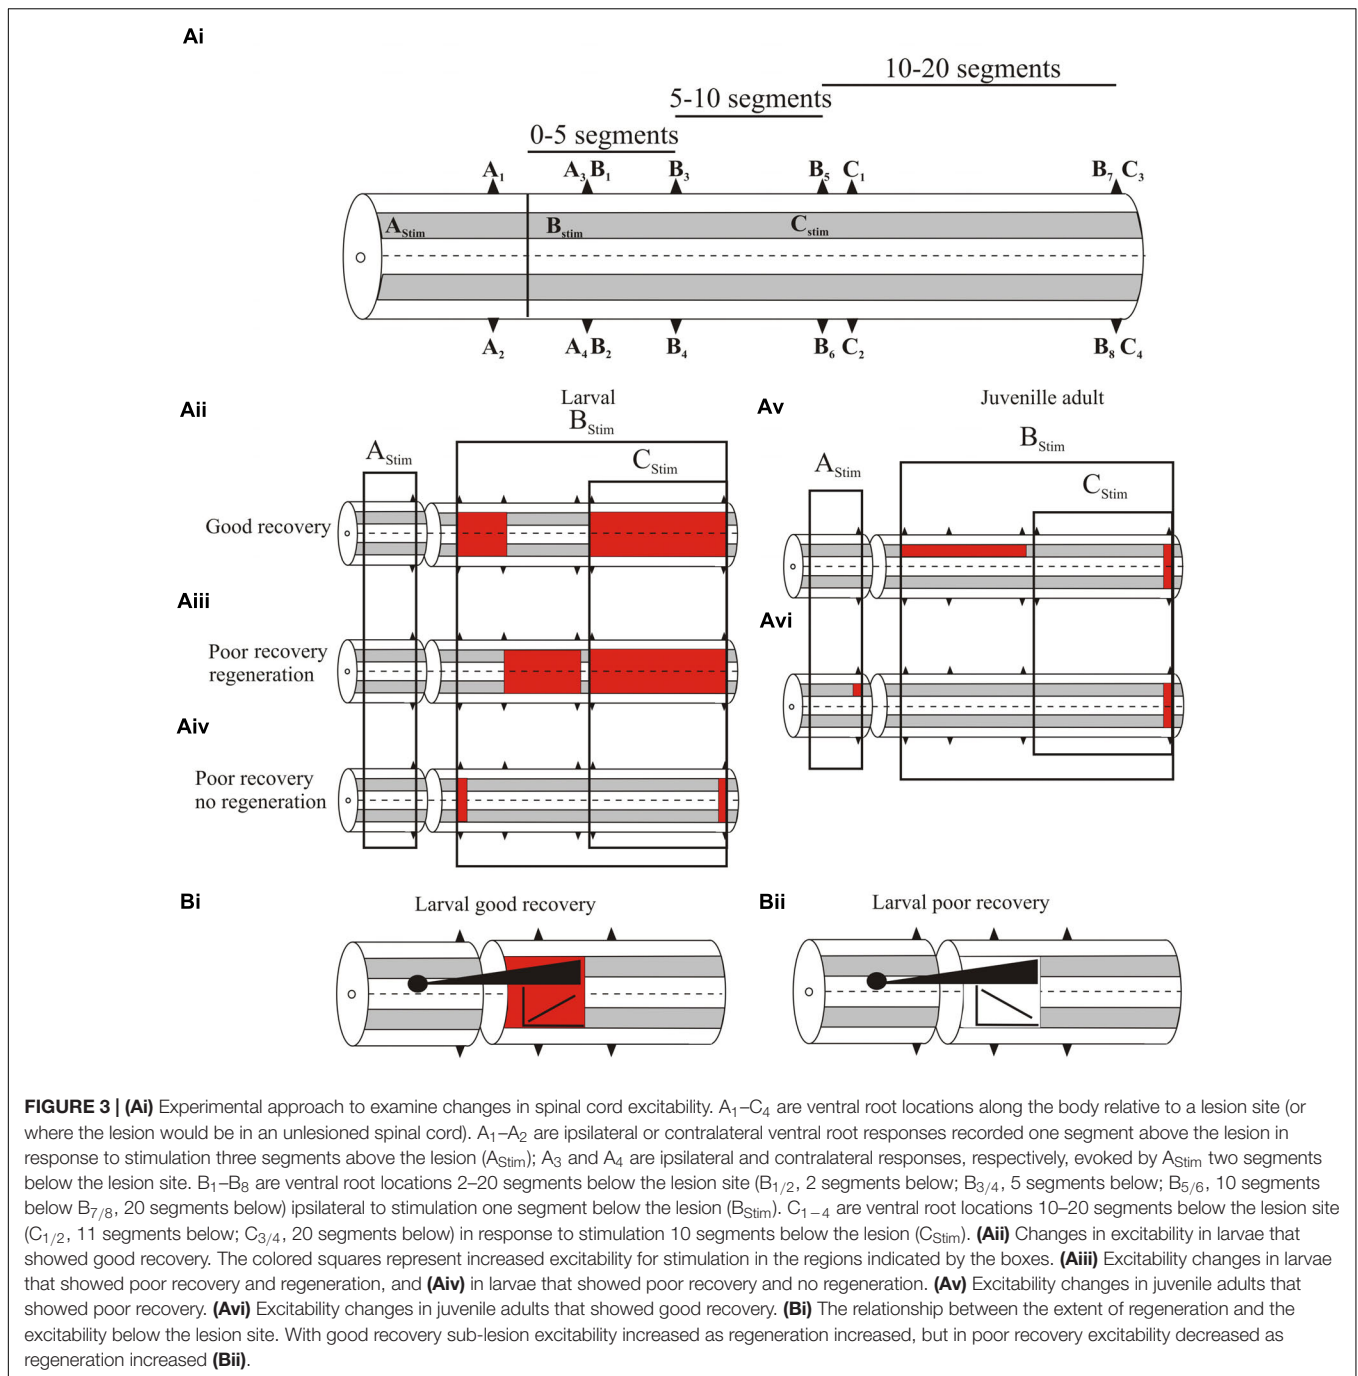 Ai
10-20 segments
5-10 segments
0-5 segments
A1 A3 B1 B3 B5 C1 B7 C3
AStim Bstim Cstim
A2 A4 B2 B4 B6 C2 B8 C4
Aii Larval Av Juvenille adult
BStim BStim
AStim CStim AStim CStim
Good recovery
Aiii Avi
Poor recovery
regeneration
Aiv
Poor recovery
no regeneration
Bi Larval good recovery Bii Larval poor recovery
FIGURE 3 | (Ai) Experimental approach to examine changes in spinal cord excitability. A1–C4 are ventral root locations along the body relative to a lesion site (or
where the lesion would be in an unlesioned spinal cord). A1–A2 are ipsilateral or contralateral ventral root responses recorded one segment above the lesion in
response to stimulation three segments above the lesion (AStim); A3 and A4 are ipsilateral and contralateral responses, respectively, evoked by AStim two segments
below the lesion site. B1–B8 are ventral root locations 2–20 segments below the lesion site (B1/2, 2 segments below; B3/4, 5 segments below; B5/6, 10 segments
below B7/8, 20 segments below) ipsilateral to stimulation one segment below the lesion (BStim). C1−4 are ventral root locations 10–20 segments below the lesion site
(C1/2, 11 segments below; C3/4, 20 segments below) in response to stimulation 10 segments below the lesion (CStim). (Aii) Changes in excitability in larvae that
showed good recovery. The colored squares represent increased excitability for stimulation in the regions indicated by the boxes. (Aiii) Excitability changes in larvae
that showed poor recovery and regeneration, and (Aiv) in larvae that showed poor recovery and no regeneration. (Av) Excitability changes in juvenile adults that
showed poor recovery. (Avi) Excitability changes in juvenile adults that showed good recovery. (Bi) The relationship between the extent of regeneration and the
excitability below the lesion site. With good recovery sub-lesion excitability increased as regeneration increased, but in poor recovery excitability decreased as
regeneration increased (Bii).